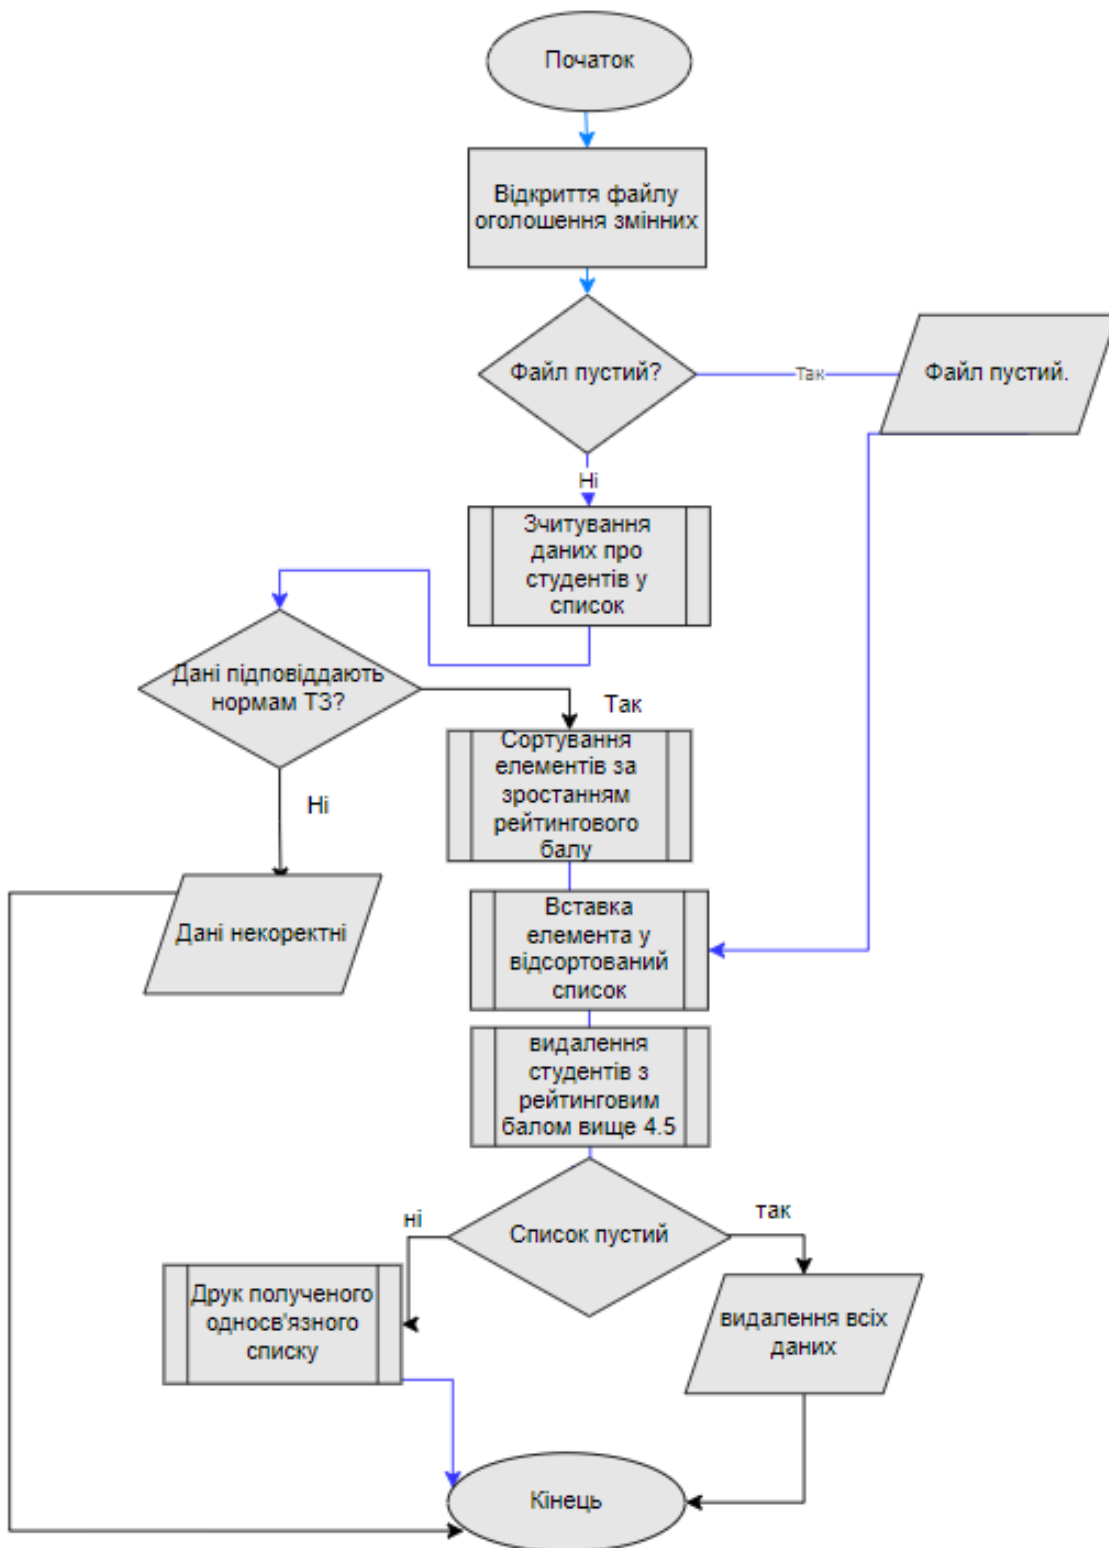 Початок
Відкриття файлу
оголошення змінних
Файл пустий?
Так
Файл пустий.
Ні
Зчитування
даних про
студентів у
список
Дані підповіддають
нормам ТЗ?
Так
Ні
Сортування
елементів за
зростанням
рейтингового
балу
Дані некоректні
Вставка
елемента у
відсортований
список
видалення
студентів з
рейтинговим
балом вище 4.5
ні
Список пустий
так
Друк полученого
односв'язного
списку
видалення всіх
даних
Кінець